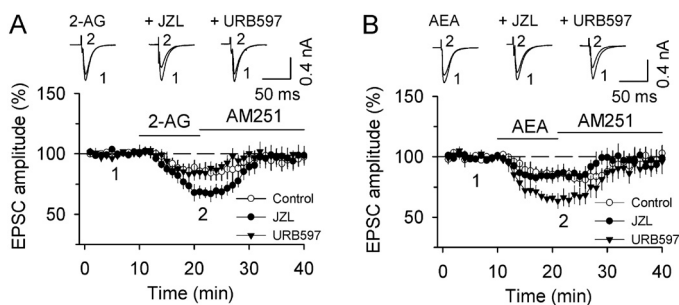 A
2-AG + JZL + URB597
2 2 2
1 1 1
0.4 nA
50 ms
EPSC amplitude (%)
150
100
50
2-AG
AM251
1
2
Control
JZL
URB597
0 10 20 30 40
Time (min)
B
AEA + JZL + URB597
2 2 2
1 1 1
0.4 nA
50 ms
EPSC amplitude (%)
150
100
50
AEA
AM251
1
2
Control
JZL
URB597
0 10 20 30 40
Time (min)